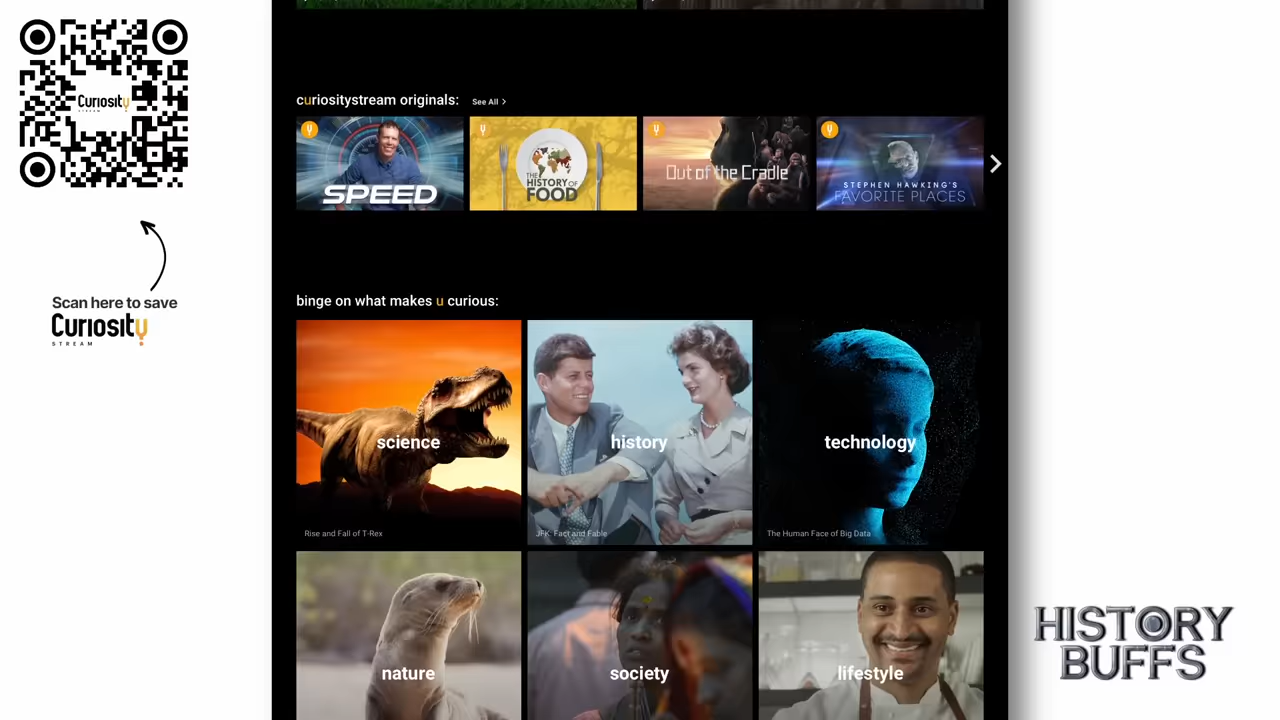 Curiosity
STREAM
Scan here to save
Curiosity
STREAM
curiositystream originals:
See All >
SPEED
THE
HISTORY OF
FOOD
Out of the Cradle
STEPHEN HAWKING'S
FAVORITE PLACES
binge on what makes u curious:
science
Rise and Fall of T-Rex
history
JFK: Fact and Fable
technology
The Human Face of Big Data
nature
society
lifestyle
HISTORY
BUFFS